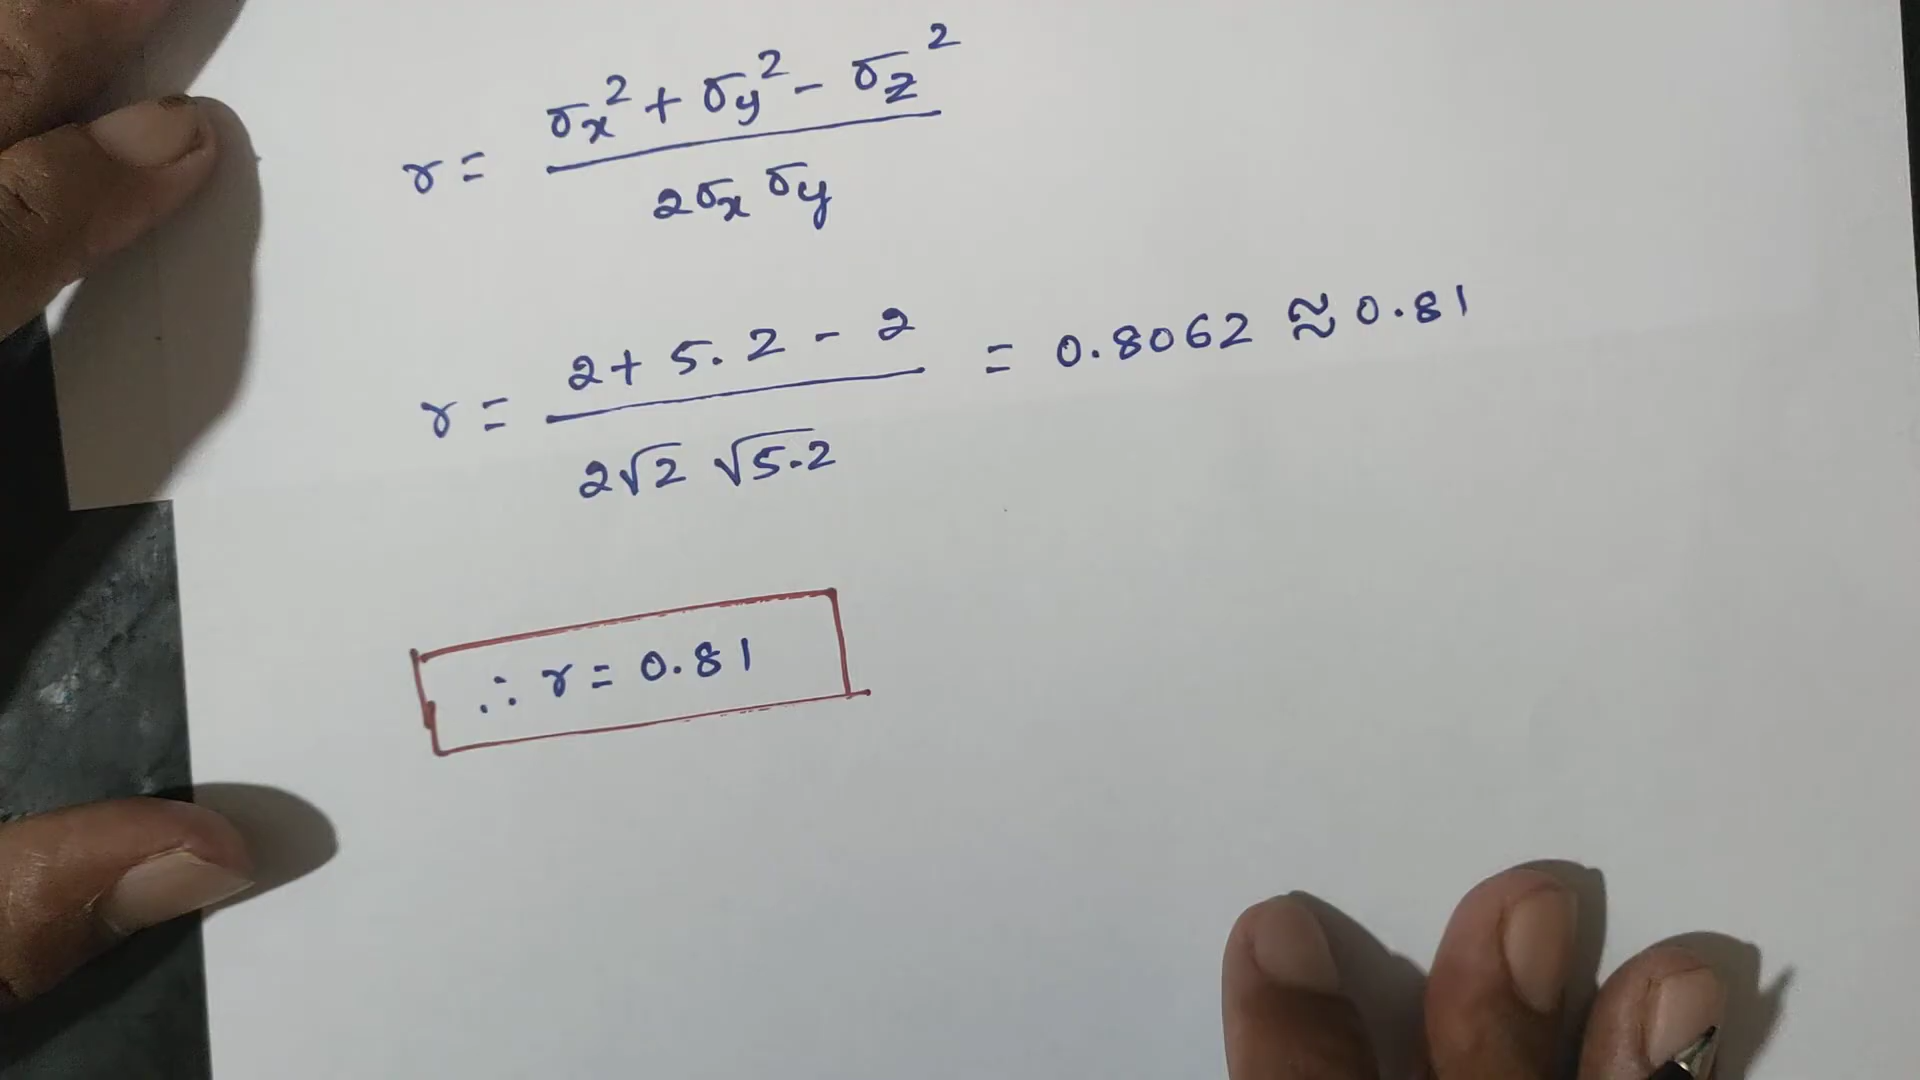 r = (σx² + σy² - σz²) / (2σx σy)
r = (2 + 5.2 - 2) / (2√2 √5.2) = 0.8062 ≈ 0.81
∴ r = 0.81